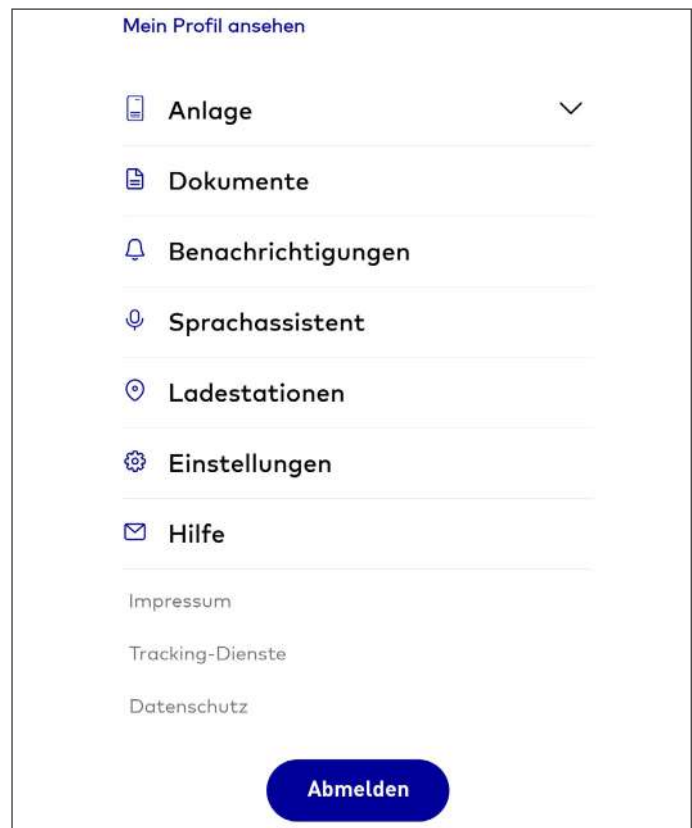 Mein Profil ansehen
Anlage
Dokumente
Benachrichtigungen
Sprachassistent
Ladestationen
Einstellungen
Hilfe
Impressum
Tracking-Dienste
Datenschutz
Abmelden